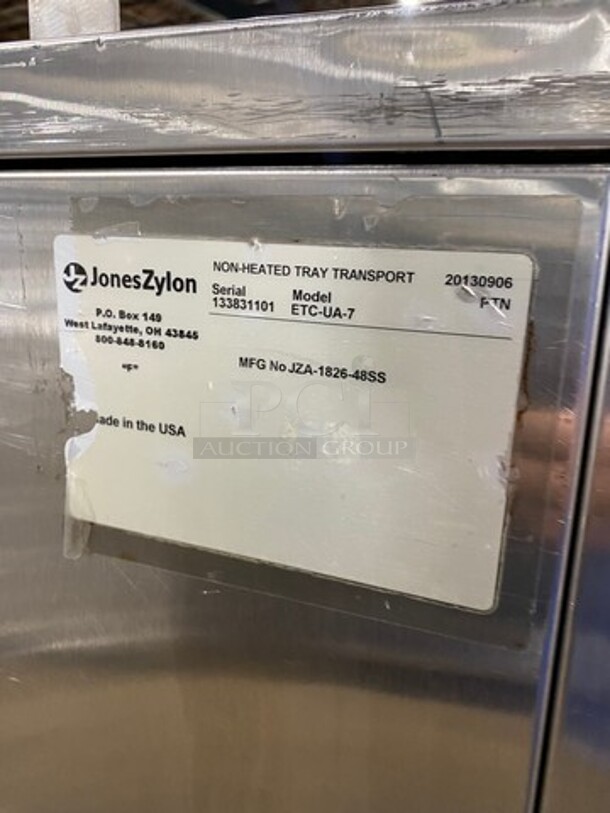 JonesZylon
P.O. Box 149
West Lafayette, OH 43845
800-848-8160
"F"
ade in the USA
NON-HEATED TRAY TRANSPORT 20130906
Serial Model PTN
133831101 ETC-UA-7
MFG No JZA-1826-48SS
PCI
AUCTION GROUP